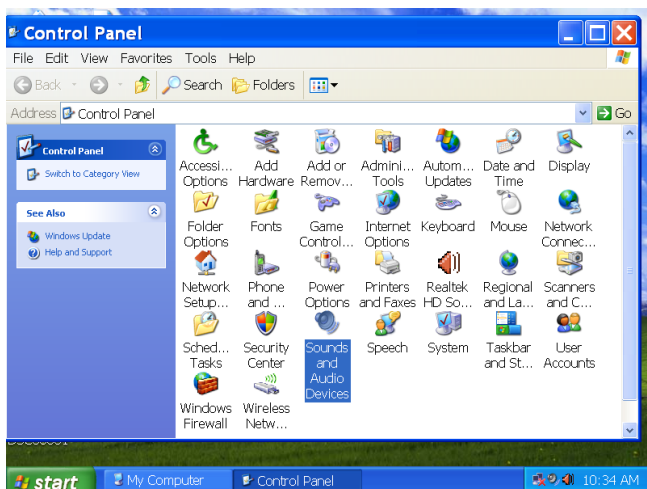 Control Panel
File Edit View Favorites Tools Help
Back Search Folders
Address Control Panel Go
Control Panel
Switch to Category View
See Also
Windows Update
Help and Support
Accessi... Options
Add Hardware
Add or Remov...
Admini... Tools
Autom... Updates
Date and Time
Display
Folder Options
Fonts
Game Control...
Internet Options
Keyboard
Mouse
Network Connec...
Network Setup...
Phone and ...
Power Options
Printers and Faxes
Realtek HD So...
Regional and La...
Scanners and C...
Sched... Tasks
Security Center
Sounds and Audio Devices
Speech
System
Taskbar and St...
User Accounts
Windows Firewall
Wireless Netw...
start My Computer Control Panel 10:34 AM